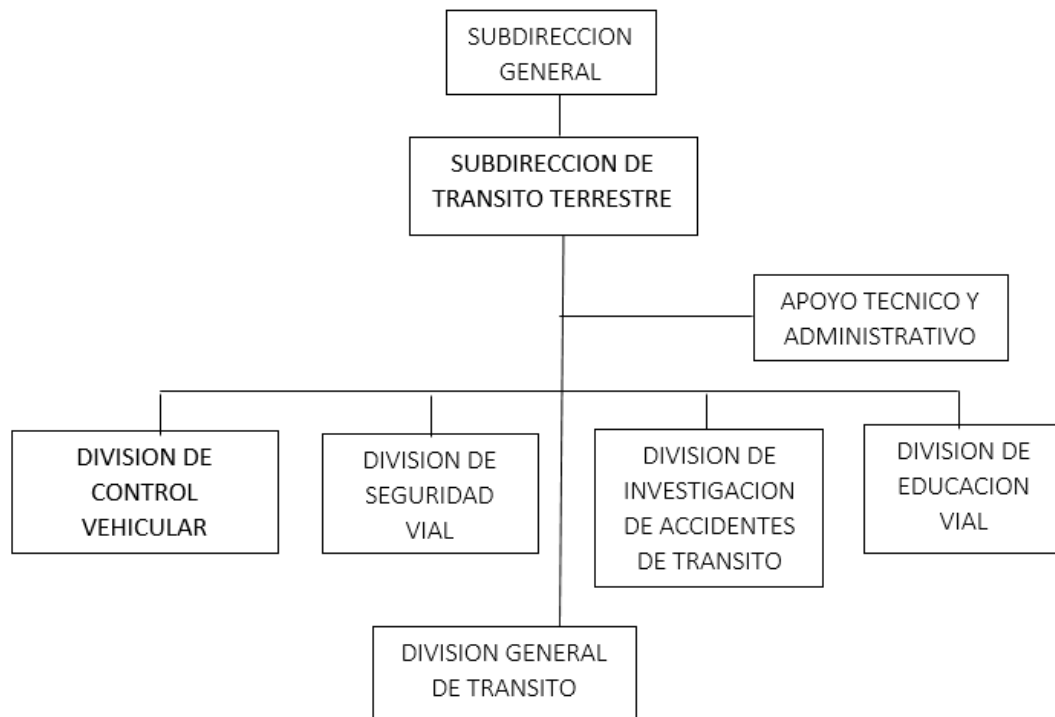 SUBDIRECCION
GENERAL
SUBDIRECCION DE
TRANSITO TERRESTRE
APOYO TECNICO Y
ADMINISTRATIVO
DIVISION DE
CONTROL
VEHICULAR
DIVISION DE
SEGURIDAD
VIAL
DIVISION DE
INVESTIGACION
DE ACCIDENTES
DE TRANSITO
DIVISION DE
EDUCACION
VIAL
DIVISION GENERAL
DE TRANSITO